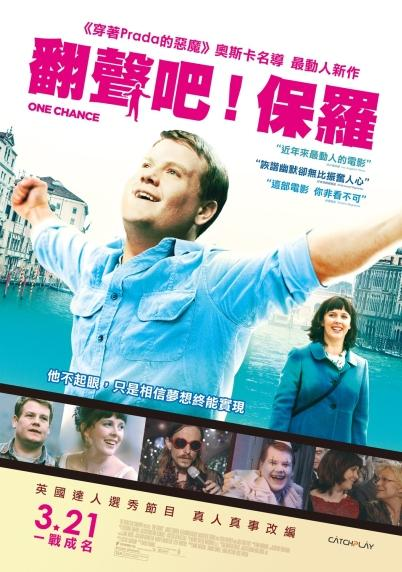 《穿著Prada的惡魔》奧斯卡名導 最動人新作
翻聲吧!保羅
ONE CHANCE
"近年來最動人的電影"
"詼諧幽默卻無比振奮人心"
"這部電影 你非看不可"
他不起眼,只是相信夢想終能實現
英國達人選秀節目 真人真事改編
3.21
一戰成名
CATCHPLAY